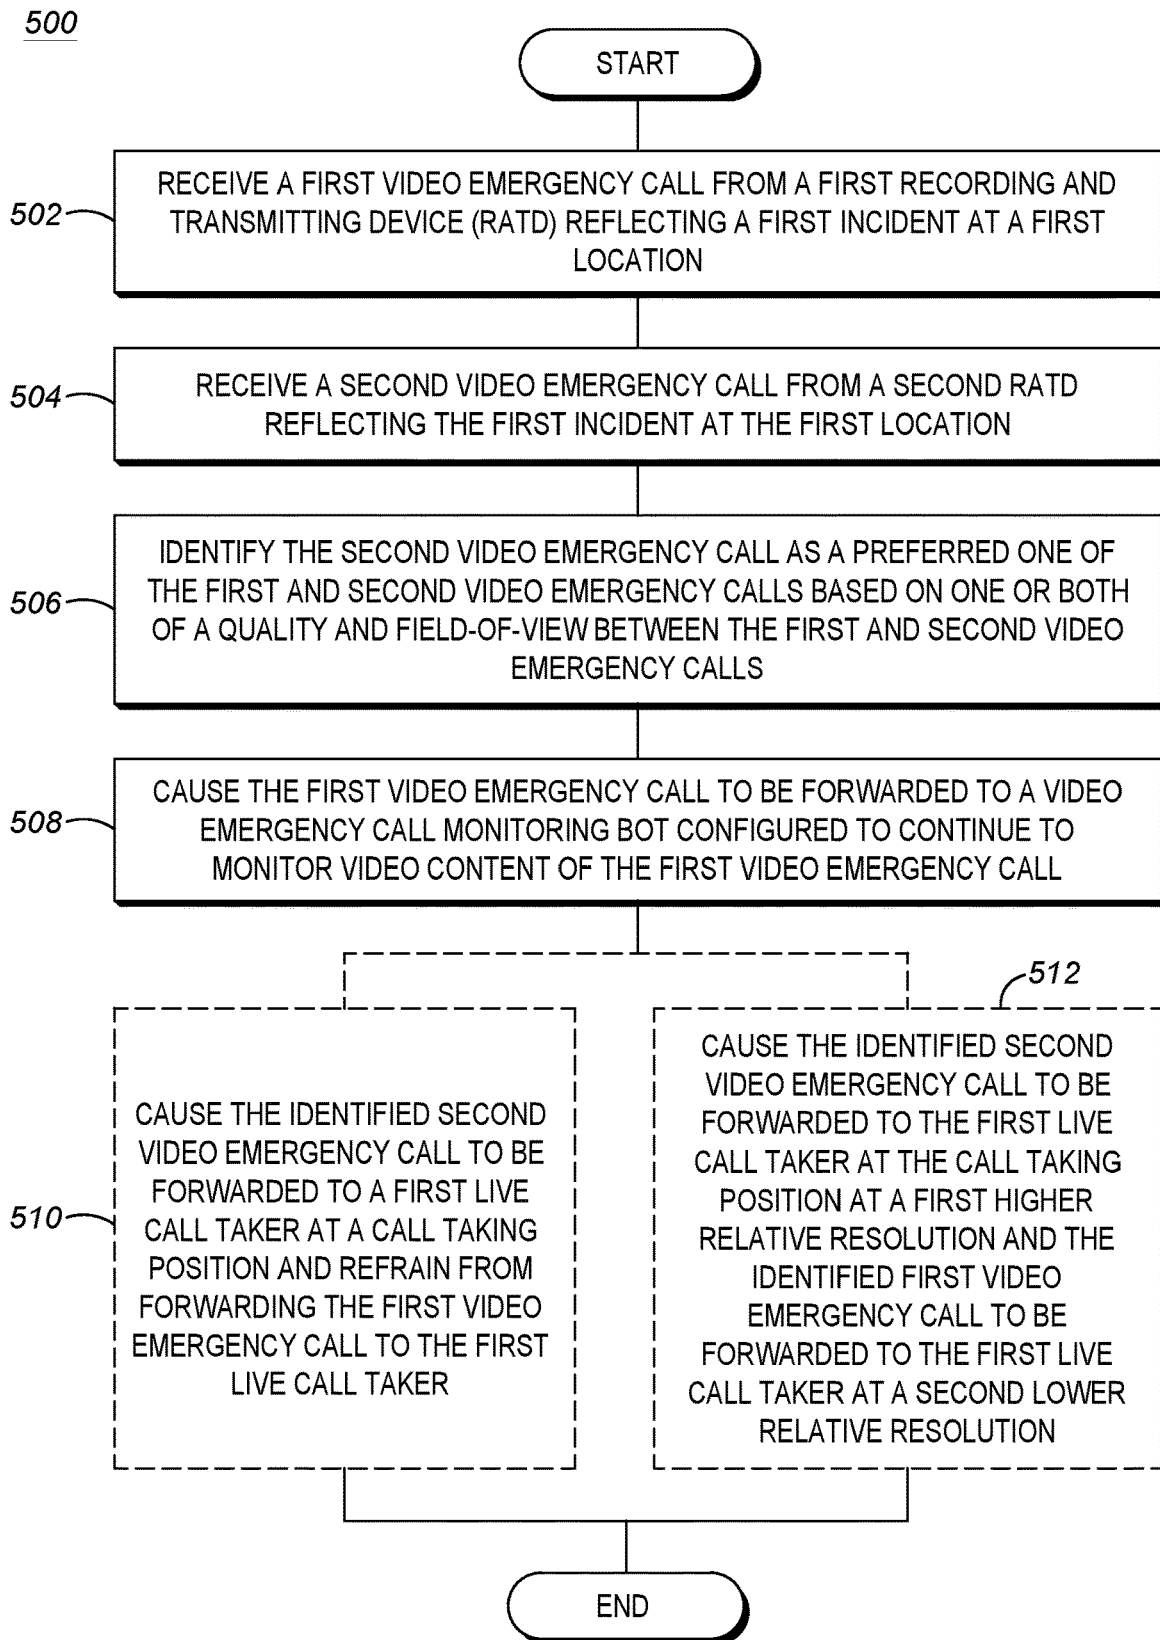 500
START
502
RECEIVE A FIRST VIDEO EMERGENCY CALL FROM A FIRST RECORDING AND
TRANSMITTING DEVICE (RATD) REFLECTING A FIRST INCIDENT AT A FIRST
LOCATION
504
RECEIVE A SECOND VIDEO EMERGENCY CALL FROM A SECOND RATD
REFLECTING THE FIRST INCIDENT AT THE FIRST LOCATION
506
IDENTIFY THE SECOND VIDEO EMERGENCY CALL AS A PREFERRED ONE OF
THE FIRST AND SECOND VIDEO EMERGENCY CALLS BASED ON ONE OR BOTH
OF A QUALITY AND FIELD-OF-VIEW BETWEEN THE FIRST AND SECOND VIDEO
EMERGENCY CALLS
508
CAUSE THE FIRST VIDEO EMERGENCY CALL TO BE FORWARDED TO A VIDEO
EMERGENCY CALL MONITORING BOT CONFIGURED TO CONTINUE TO
MONITOR VIDEO CONTENT OF THE FIRST VIDEO EMERGENCY CALL
510
CAUSE THE IDENTIFIED SECOND
VIDEO EMERGENCY CALL TO BE
FORWARDED TO A FIRST LIVE
CALL TAKER AT A CALL TAKING
POSITION AND REFRAIN FROM
FORWARDING THE FIRST VIDEO
EMERGENCY CALL TO THE FIRST
LIVE CALL TAKER
512
CAUSE THE IDENTIFIED SECOND
VIDEO EMERGENCY CALL TO BE
FORWARDED TO THE FIRST LIVE
CALL TAKER AT THE CALL TAKING
POSITION AT A FIRST HIGHER
RELATIVE RESOLUTION AND THE
IDENTIFIED FIRST VIDEO
EMERGENCY CALL TO BE
FORWARDED TO THE FIRST LIVE
CALL TAKER AT A SECOND LOWER
RELATIVE RESOLUTION
END